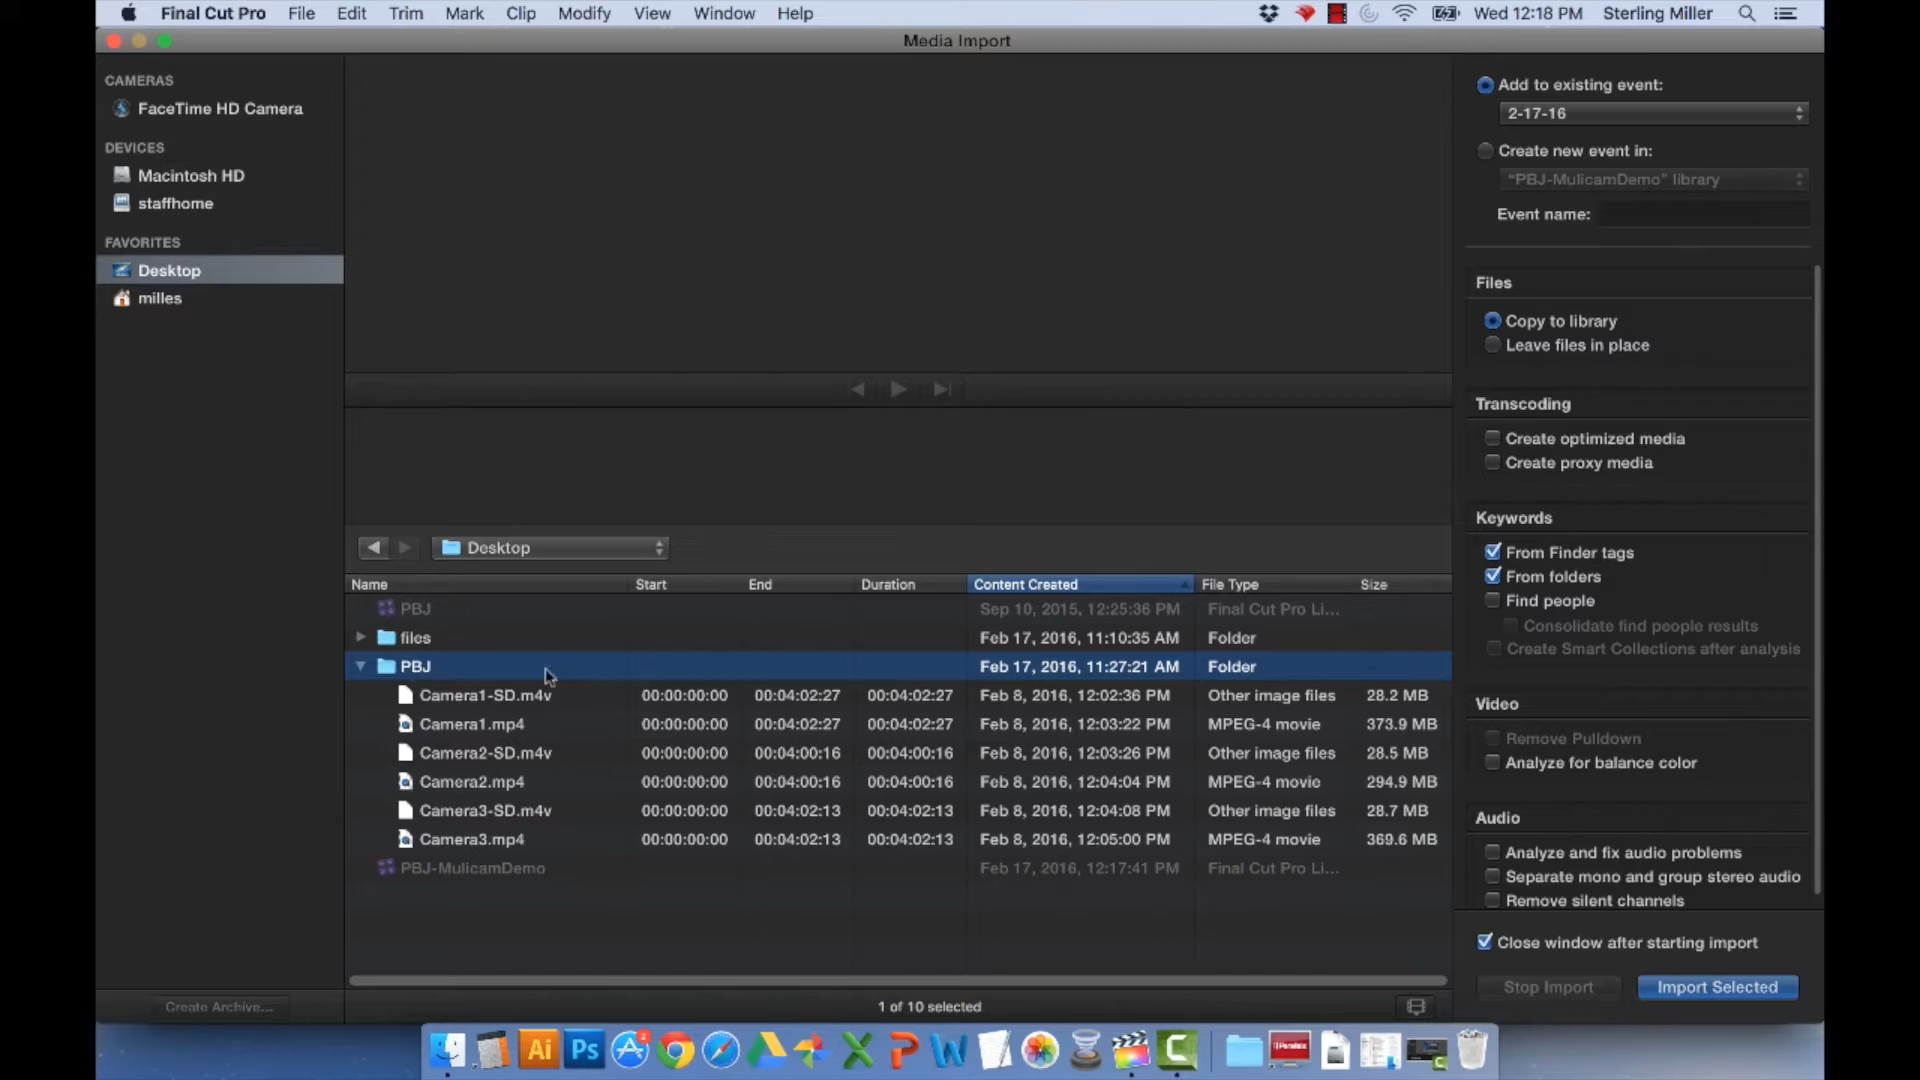 Final Cut Pro File Edit Trim Mark Clip Modify View Window Help Wed 12:18 PM Sterling Miller
Media Import
CAMERAS
FaceTime HD Camera
DEVICES
Macintosh HD
staffhome
FAVORITES
Desktop
milles
Add to existing event:
2-17-16
Create new event in:
"PBJ-MulicamDemo" library
Event name:
Files
Copy to library
Leave files in place
Transcoding
Create optimized media
Create proxy media
Keywords
From Finder tags
From folders
Find people
Consolidate find people results
Create Smart Collections after analysis
Video
Remove Pulldown
Analyze for balance color
Audio
Analyze and fix audio problems
Separate mono and group stereo audio
Remove silent channels
Close window after starting import
Stop Import Import Selected
Desktop
Name Start End Duration Content Created File Type Size
PBJ Sep 10, 2015, 12:25:36 PM Final Cut Pro Li...
files Feb 17, 2016, 11:10:35 AM Folder
PBJ Feb 17, 2016, 11:27:21 AM Folder
Camera1-SD.m4v 00:00:00:00 00:04:02:27 00:04:02:27 Feb 8, 2016, 12:02:36 PM Other image files 28.2 MB
Camera1.mp4 00:00:00:00 00:04:02:27 00:04:02:27 Feb 8, 2016, 12:03:22 PM MPEG-4 movie 373.9 MB
Camera2-SD.m4v 00:00:00:00 00:04:00:16 00:04:00:16 Feb 8, 2016, 12:03:26 PM Other image files 28.5 MB
Camera2.mp4 00:00:00:00 00:04:00:16 00:04:00:16 Feb 8, 2016, 12:04:04 PM MPEG-4 movie 294.9 MB
Camera3-SD.m4v 00:00:00:00 00:04:02:13 00:04:02:13 Feb 8, 2016, 12:04:08 PM Other image files 28.7 MB
Camera3.mp4 00:00:00:00 00:04:02:13 00:04:02:13 Feb 8, 2016, 12:05:00 PM MPEG-4 movie 369.6 MB
PBJ-MulicamDemo Feb 17, 2016, 12:17:41 PM Final Cut Pro Li...
Create Archive...
1 of 10 selected
Ai Ps